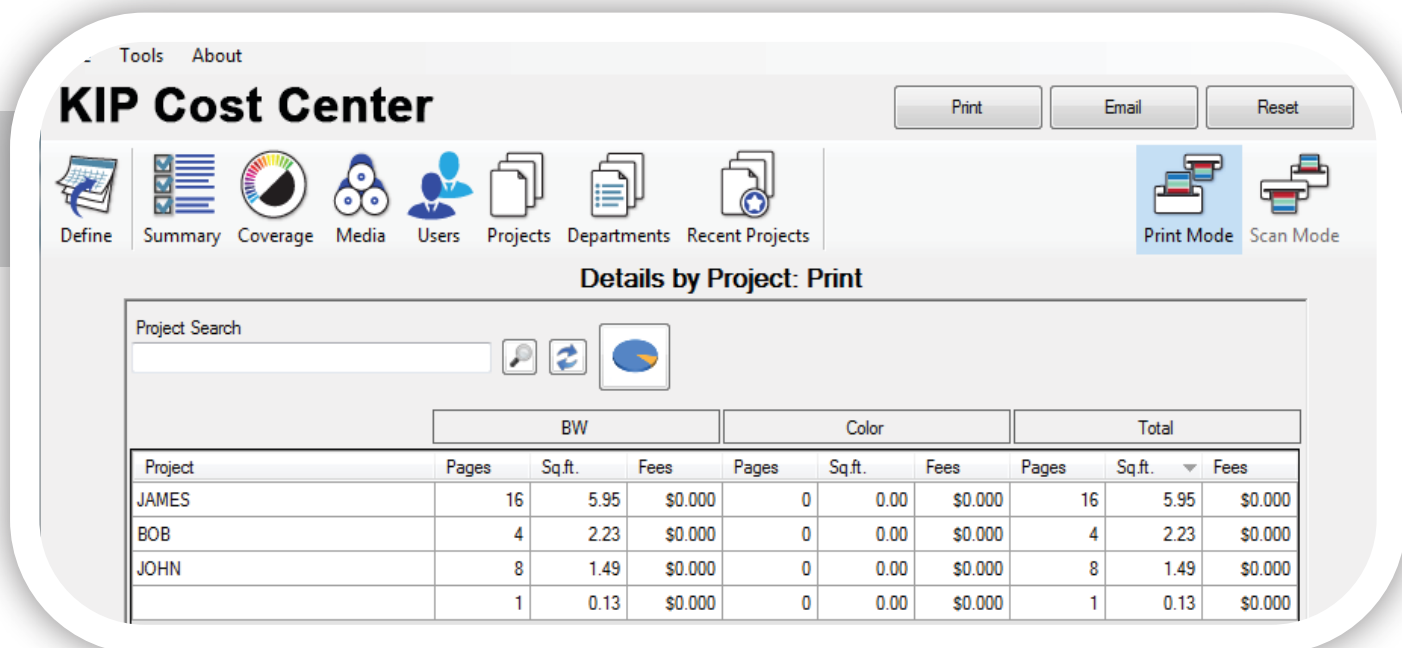 Tools About
KIP Cost Center
Print Email Reset
Define Summary Coverage Media Users Projects Departments Recent Projects Print Mode Scan Mode
Details by Project: Print
Project Search
BW Color Total
Project Pages Sq.ft. Fees Pages Sq.ft. Fees Pages Sq.ft. Fees
JAMES 16 5.95 $0.000 0 0.00 $0.000 16 5.95 $0.000
BOB 4 2.23 $0.000 0 0.00 $0.000 4 2.23 $0.000
JOHN 8 1.49 $0.000 0 0.00 $0.000 8 1.49 $0.000
1 0.13 $0.000 0 0.00 $0.000 1 0.13 $0.000